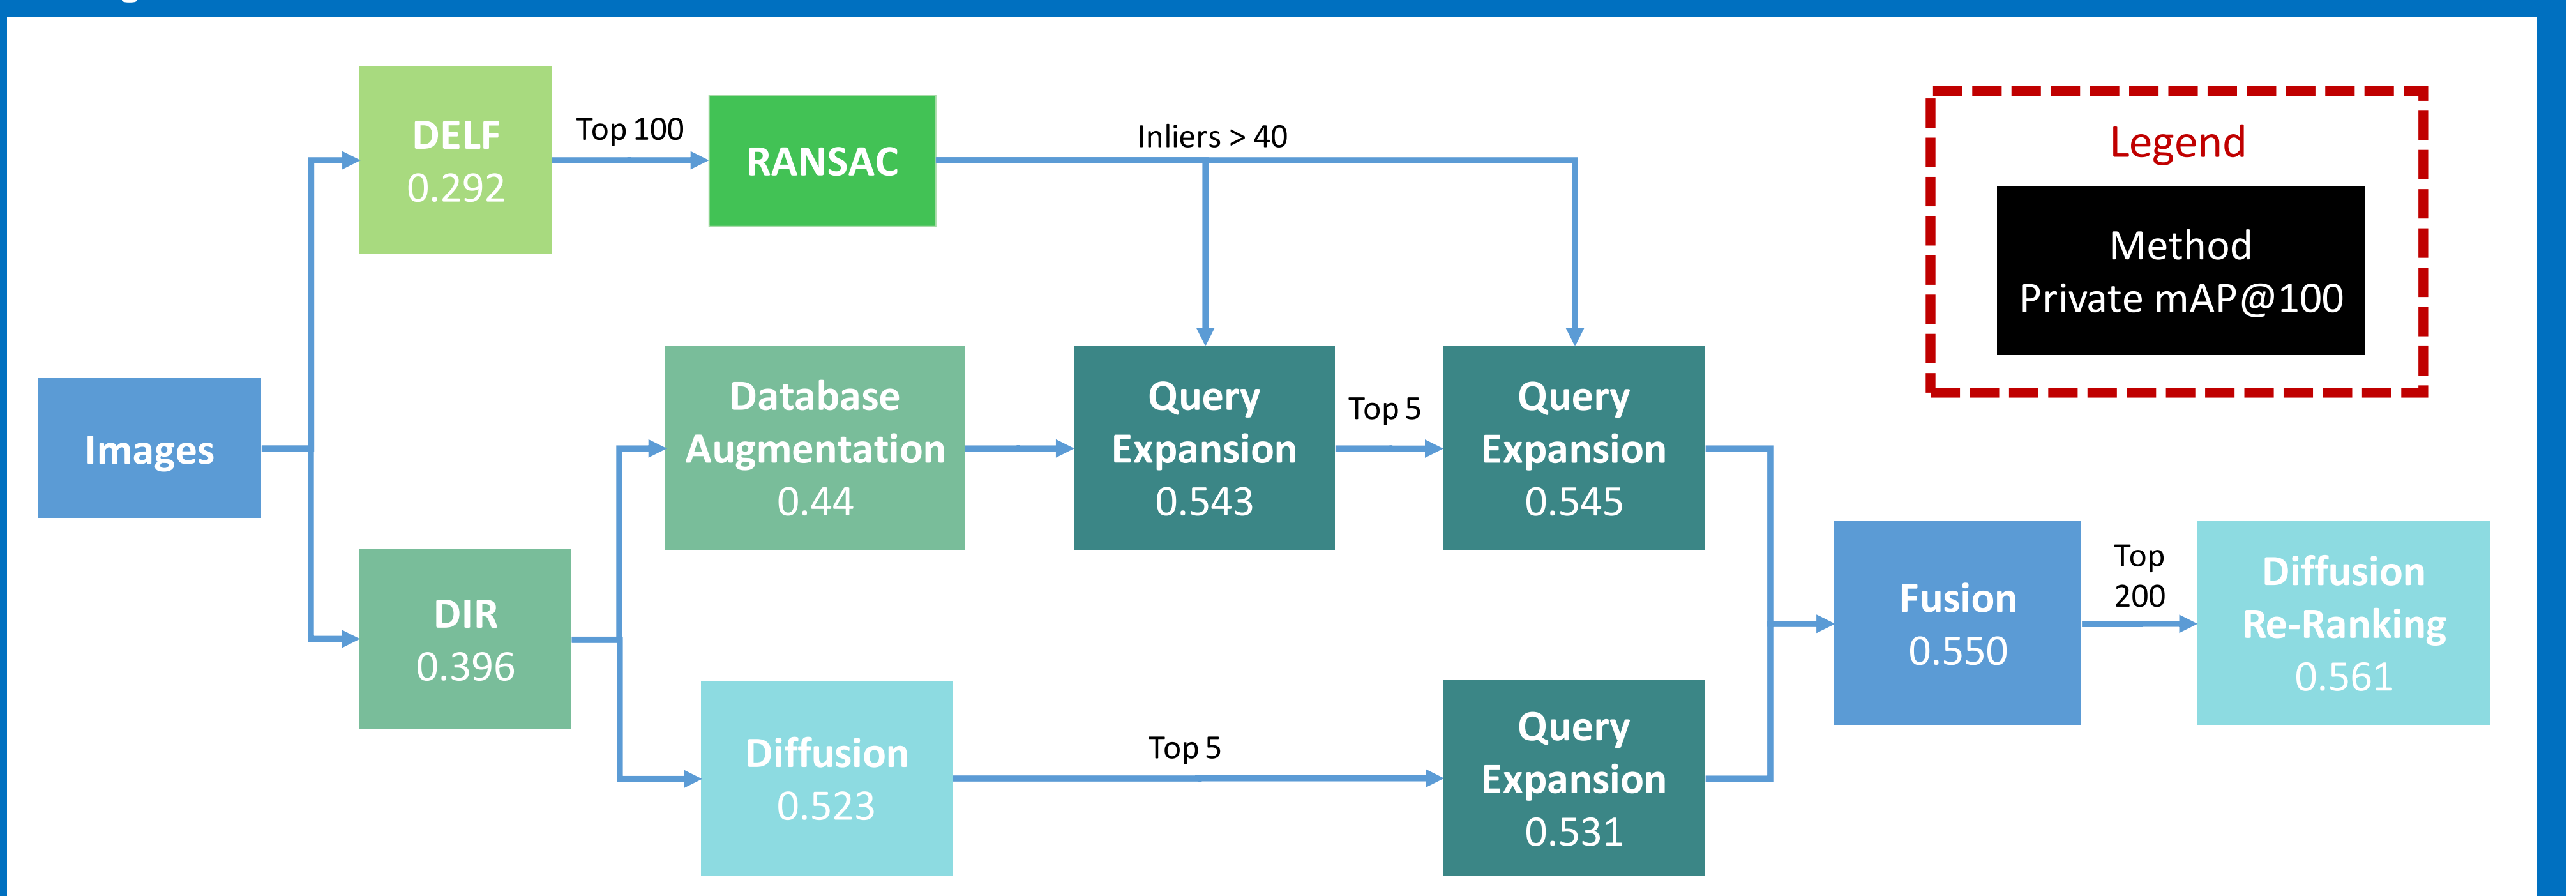 DELF
0.292
Top 100
RANSAC
Inliers > 40
Legend
Method
Private mAP@100
Images
Database
Augmentation
0.44
Query
Expansion
0.543
Top 5
Query
Expansion
0.545
DIR
0.396
Diffusion
0.523
Top 5
Query
Expansion
0.531
Fusion
0.550
Top
200
Diffusion
Re-Ranking
0.561